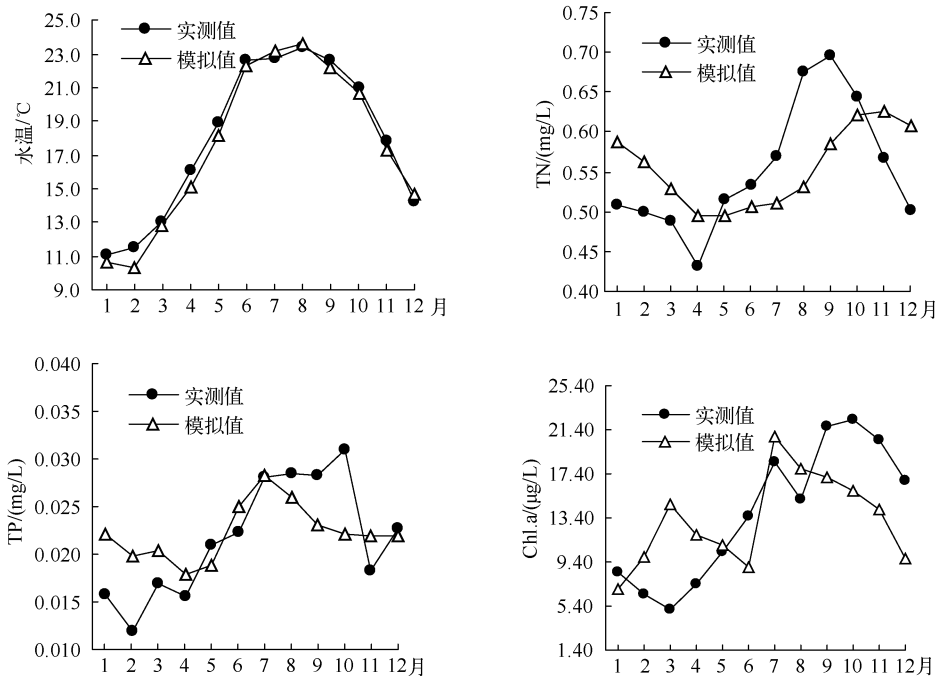 25.0
23.0
21.0
19.0
17.0
15.0
13.0
11.0
9.0
水温/℃
实测值
模拟值
1 2 3 4 5 6 7 8 9 10 11 12 月
0.75
0.70
0.65
0.60
0.55
0.50
0.45
0.40
TN/(mg/L)
实测值
模拟值
1 2 3 4 5 6 7 8 9 10 11 12月
0.040
0.035
0.030
0.025
0.020
0.015
0.010
TP/(mg/L)
实测值
模拟值
1 2 3 4 5 6 7 8 9 10 11 12月
25.40
21.40
17.40
13.40
9.40
5.40
1.40
Chl.a/(μg/L)
实测值
模拟值
1 2 3 4 5 6 7 8 9 10 11 12月